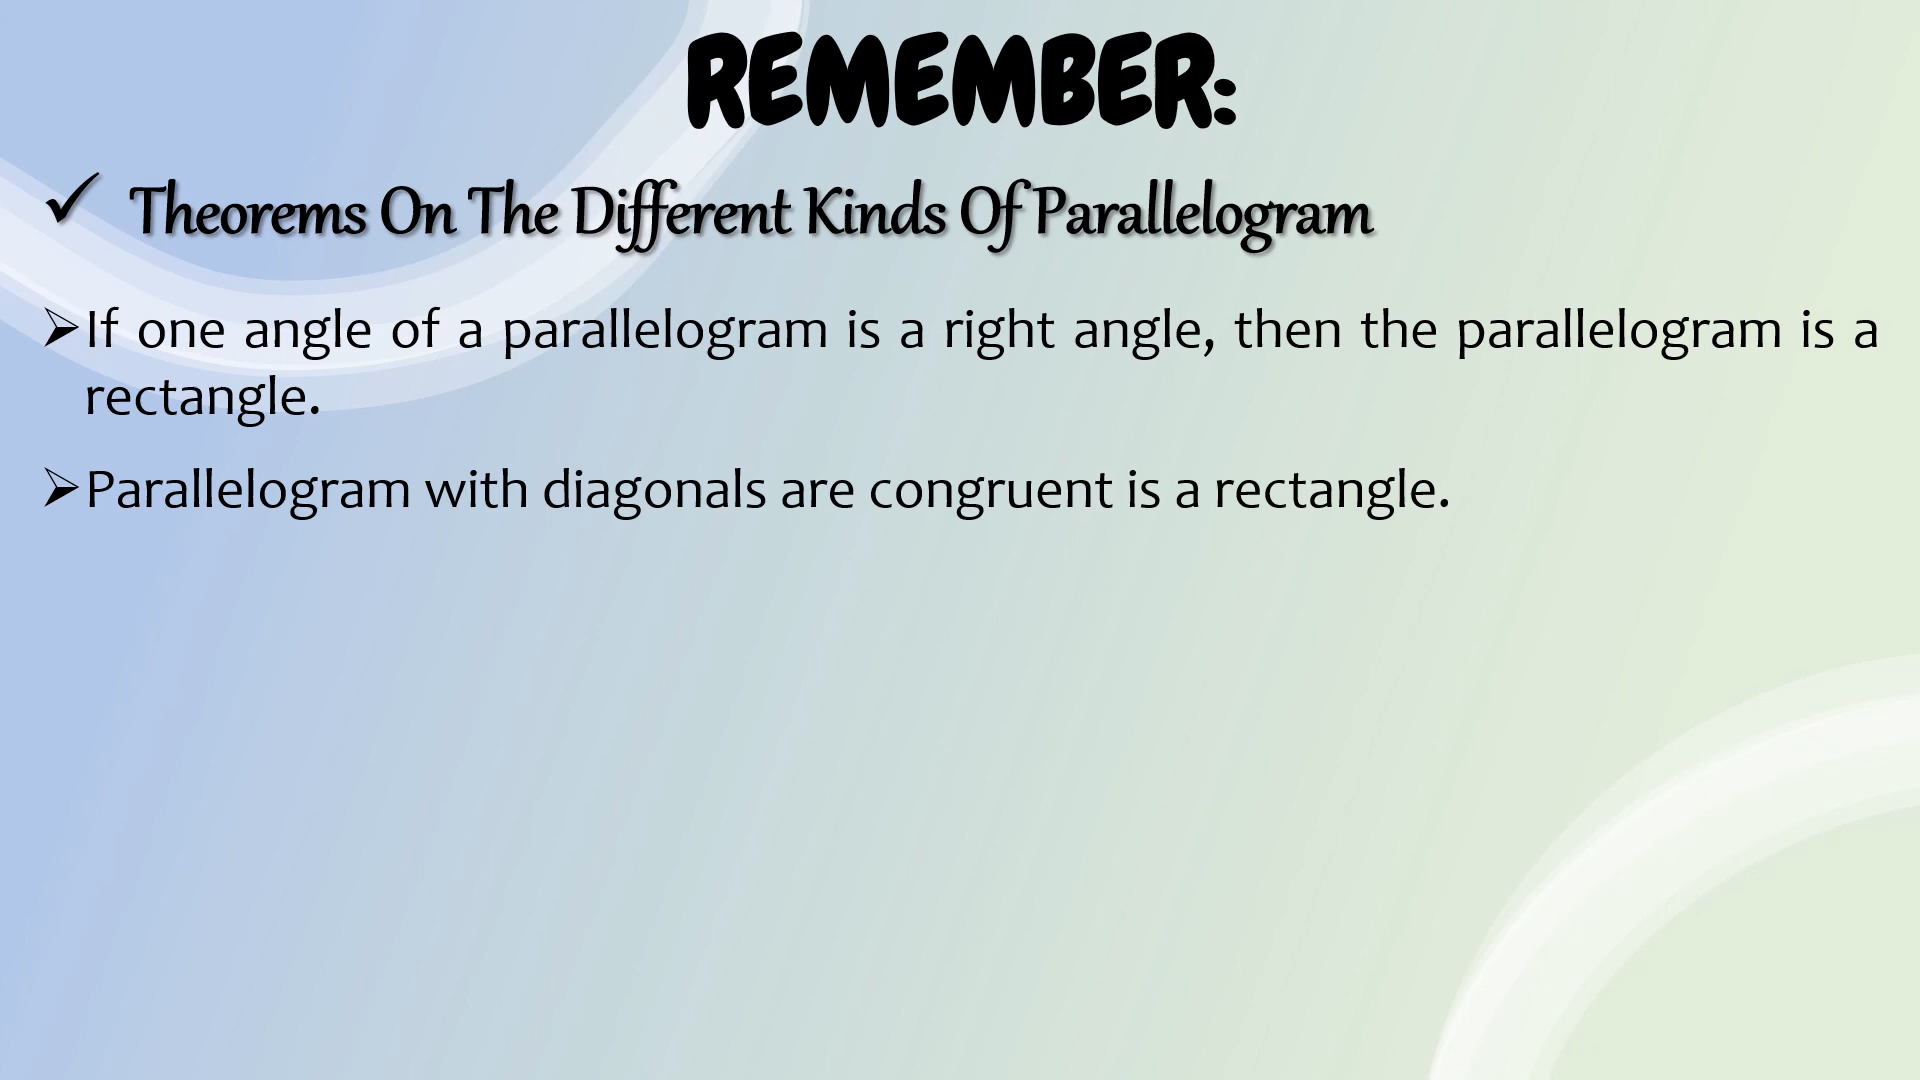 REMEMBER:
✓ Theorems On The Different Kinds Of Parallelogram
➢If one angle of a parallelogram is a right angle, then the parallelogram is a
rectangle.
➢Parallelogram with diagonals are congruent is a rectangle.